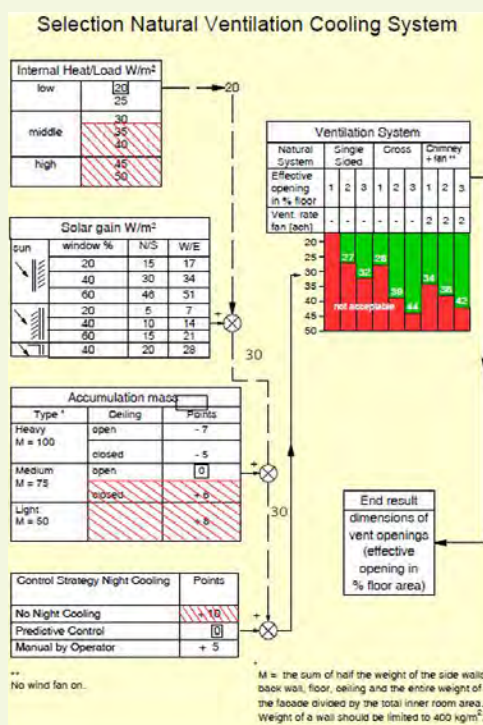 Selection Natural Ventilation Cooling System
Internal Heat/Load W/m²
low 20
25
middle 30
35
40
high 45
50
20
Solar gain W/m²
sun window % N/S W/E
20 15 17
40 30 34
60 46 51
20 5 7
40 10 14
60 15 21
40 20 28
+
30
Accumulation mass
Type * Ceiling Points
Heavy open - 7
M = 100
closed - 5
Medium open 0
M = 75
closed + 6
Light
M = 50 + 8
+
30
Control Strategy Night Cooling Points
No Night Cooling + 10
Predictive Control 0
Manual by Operator + 5
+
**
No wind fan on.
Ventilation System
Natural System Single Sided Cross Chimney + fan **
Effective opening in % floor 1 2 3 1 2 3 1 2 3
Vent. rate fan [aoh] - - - - - - 2 2 2
20
25
30
35
40
45
50
27
32
28
39
44
34
38
42
not acceptable
End result
dimensions of
vent openings
(effective
opening in
% floor area)
*
M = the sum of half the weight of the side walls
back wall, floor, ceiling and the entire weight of
the facade divided by the total inner room area.
Weight of a wall should be limited to 400 kg/m²